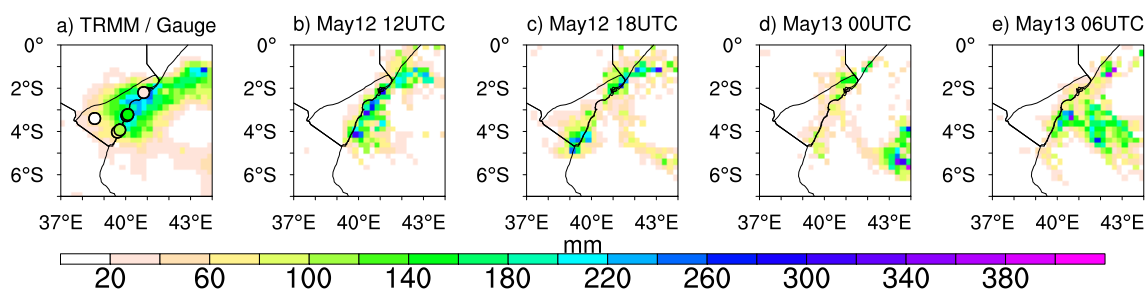 a) TRMM / Gauge
b) May12 12UTC
c) May12 18UTC
d) May13 00UTC
e) May13 06UTC
0° 0° 0° 0° 0°
2°S 2°S 2°S 2°S 2°S
4°S 4°S 4°S 4°S 4°S
6°S 6°S 6°S 6°S 6°S
37°E 40°E 43°E 37°E 40°E 43°E 37°E 40°E 43°E 37°E 40°E 43°E 37°E 40°E 43°E
mm
20 60 100 140 180 220 260 300 340 380